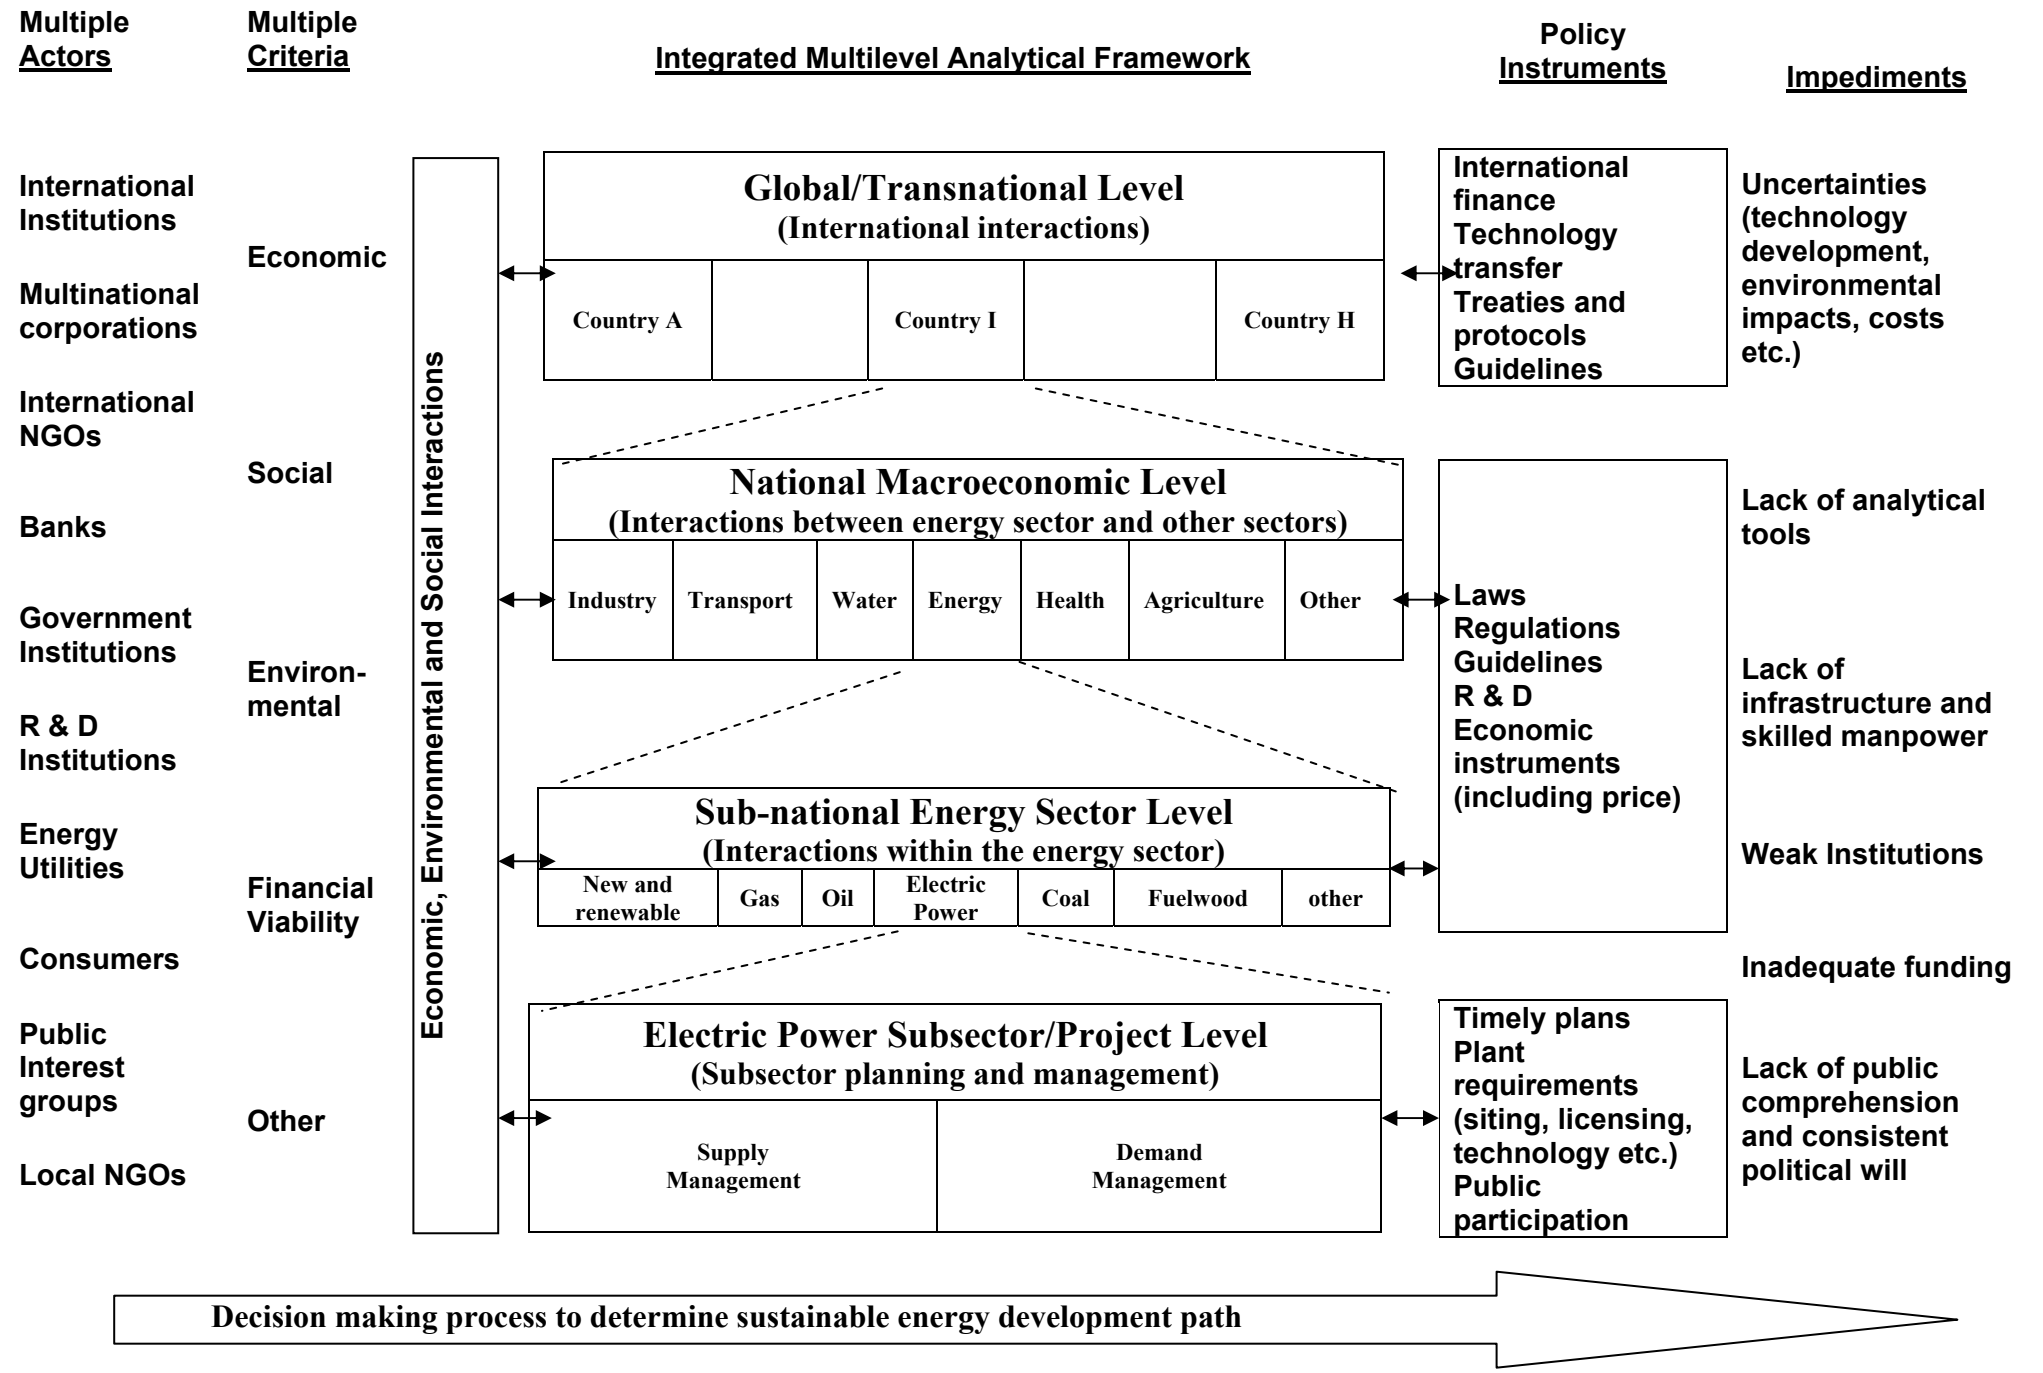 Multiple
Actors
International
Institutions
Multinational
corporations
International
NGOs
Banks
Government
Institutions
R & D
Institutions
Energy
Utilities
Consumers
Public
Interest
groups
Local NGOs
Multiple
Criteria
Economic
Social
Environ-
mental
Financial
Viability
Other
Economic, Environmental and Social Interactions
Integrated Multilevel Analytical Framework
Global/Transnational Level
(International interactions)
Country A
Country I
Country H
National Macroeconomic Level
(Interactions between energy sector and other sectors)
Industry
Transport
Water
Energy
Health
Agriculture
Other
Sub-national Energy Sector Level
(Interactions within the energy sector)
New and
renewable
Gas
Oil
Electric
Power
Coal
Fuelwood
other
Electric Power Subsector/Project Level
(Subsector planning and management)
Supply
Management
Demand
Management
Policy
Instruments
International
finance
Technology
transfer
Treaties and
protocols
Guidelines
Laws
Regulations
Guidelines
R & D
Economic
instruments
(including price)
Timely plans
Plant
requirements
(siting, licensing,
technology etc.)
Public
participation
Impediments
Uncertainties
(technology
development,
environmental
impacts, costs
etc.)
Lack of analytical
tools
Lack of
infrastructure and
skilled manpower
Weak Institutions
Inadequate funding
Lack of public
comprehension
and consistent
political will
Decision making process to determine sustainable energy development path